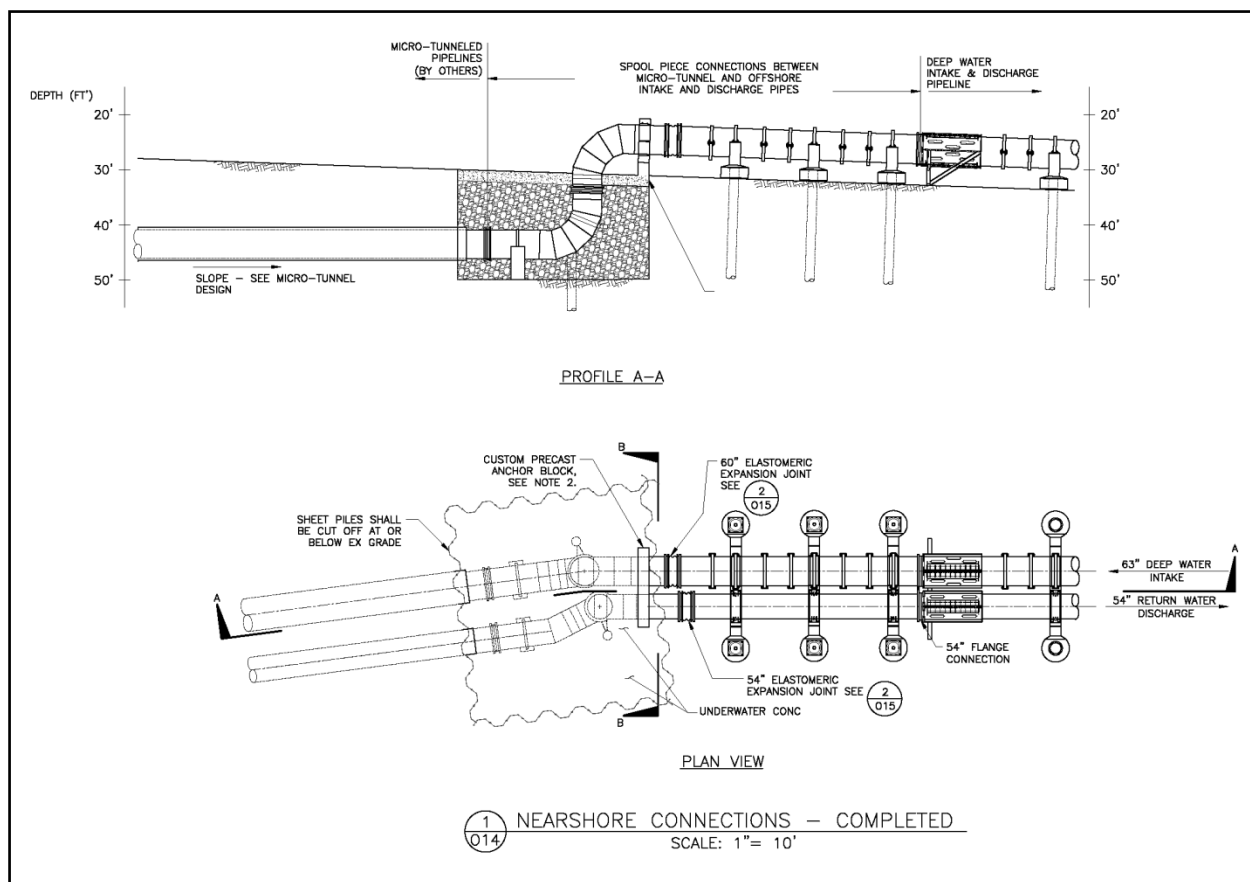 MICRO-TUNNELED
PIPELINES
(BY OTHERS)
SPOOL PIECE CONNECTIONS BETWEEN
MICRO-TUNNEL AND OFFSHORE
INTAKE AND DISCHARGE PIPES
DEEP WATER
INTAKE & DISCHARGE
PIPELINE
DEPTH (FT')
20'
30'
40'
50'
20'
30'
40'
50'
SLOPE – SEE MICRO-TUNNEL
DESIGN
PROFILE A-A
B
CUSTOM PRECAST
ANCHOR BLOCK,
SEE NOTE 2.
60" ELASTOMERIC
EXPANSION JOINT
SEE
2
015
SHEET PILES SHALL
BE CUT OFF AT OR
BELOW EX GRADE
A
63" DEEP WATER
INTAKE
A
54" RETURN WATER
DISCHARGE
54" FLANGE
CONNECTION
54" ELASTOMERIC
EXPANSION JOINT SEE
2
015
UNDERWATER CONC
B
PLAN VIEW
1
014
NEARSHORE CONNECTIONS – COMPLETED
SCALE: 1"= 10'